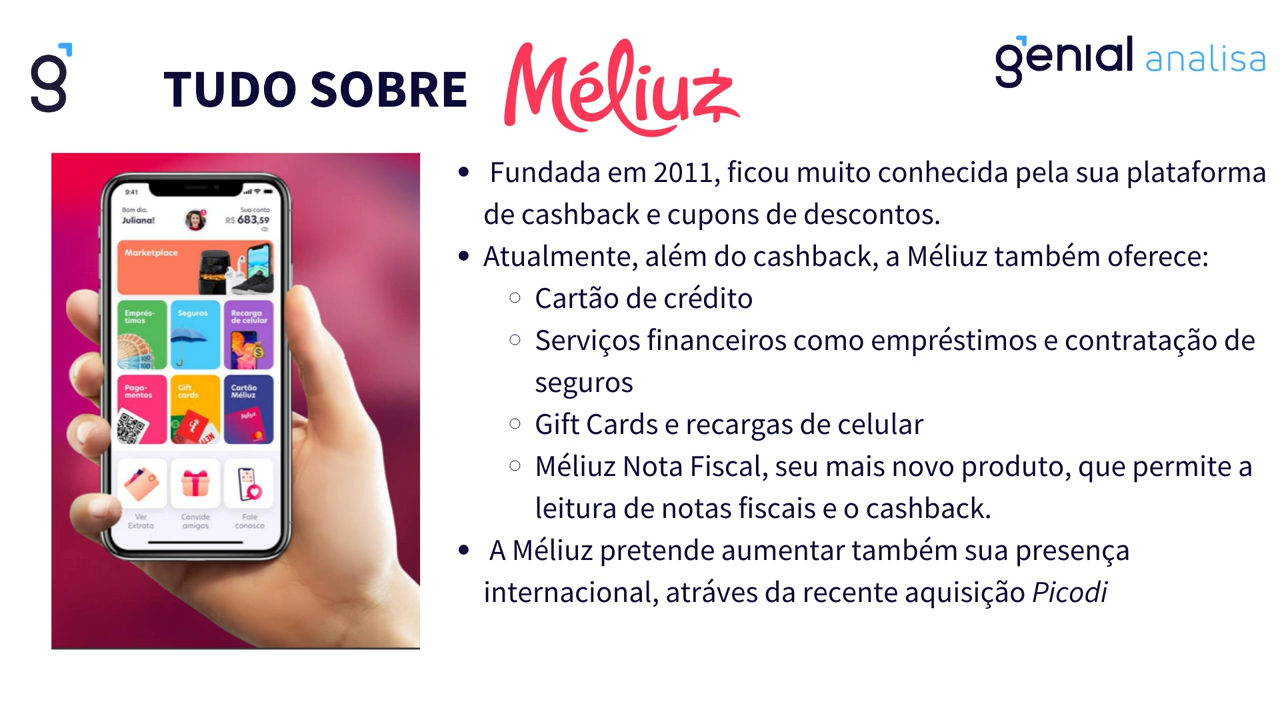 g
TUDO SOBRE Méliuz
genial analisa
9:41
Bom dia,
Juliana!
Sua conta
R$ 683,59
Marketplace
Emprés-
timos
Seguros
Recarga
de celular
Paga-
mentos
Gift
cards
Cartão
Méliuz
Ver
Extrato
Convide
amigos
Fale
conosco
• Fundada em 2011, ficou muito conhecida pela sua plataforma
de cashback e cupons de descontos.
• Atualmente, além do cashback, a Méliuz também oferece:
○ Cartão de crédito
○ Serviços financeiros como empréstimos e contratação de
seguros
○ Gift Cards e recargas de celular
○ Méliuz Nota Fiscal, seu mais novo produto, que permite a
leitura de notas fiscais e o cashback.
• A Méliuz pretende aumentar também sua presença
internacional, atráves da recente aquisição Picodi